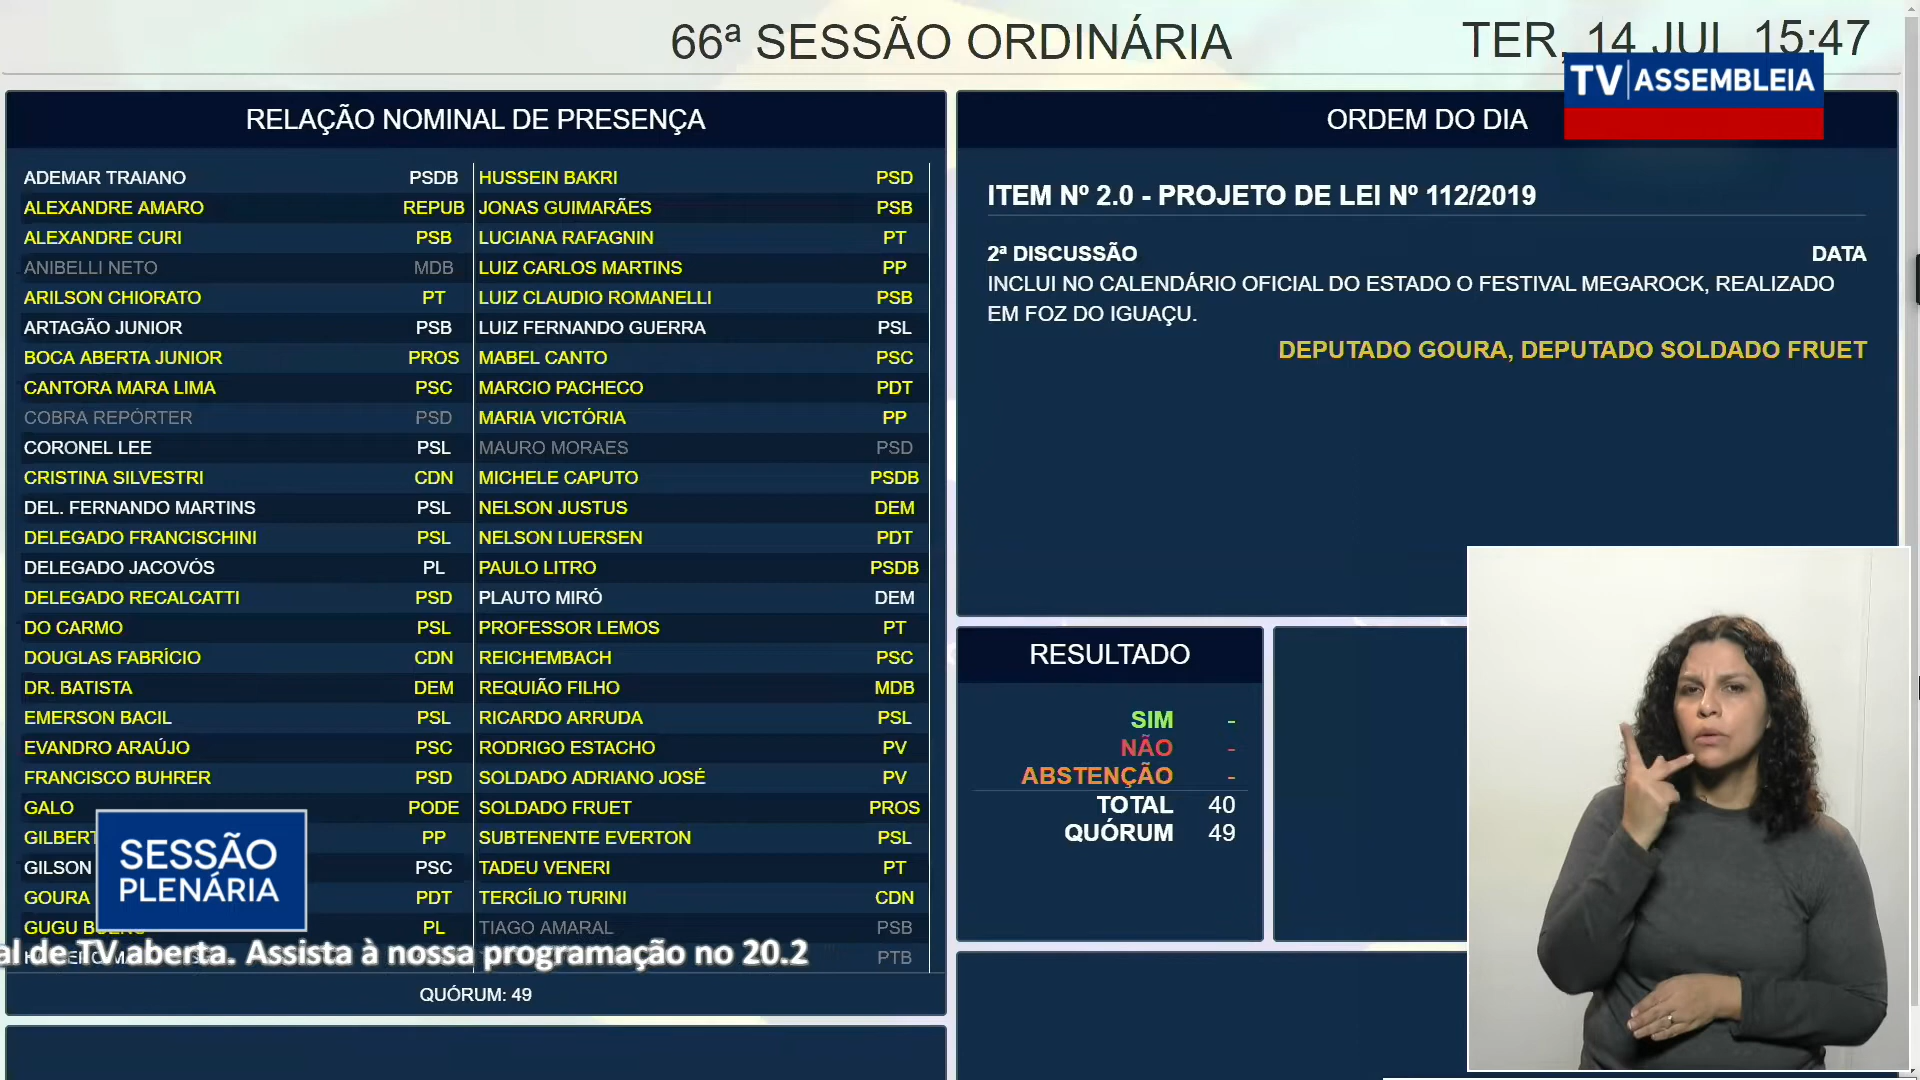 66ª SESSÃO ORDINÁRIA
TER, 14 JUL 15:47
TV ASSEMBLEIA
RELAÇÃO NOMINAL DE PRESENÇA
ADEMAR TRAIANO PSDB
ALEXANDRE AMARO REPUB
ALEXANDRE CURI PSB
ANIBELLI NETO MDB
ARILSON CHIORATO PT
ARTAGÃO JUNIOR PSB
BOCA ABERTA JUNIOR PROS
CANTORA MARA LIMA PSC
COBRA REPÓRTER PSD
CORONEL LEE PSL
CRISTINA SILVESTRI CDN
DEL. FERNANDO MARTINS PSL
DELEGADO FRANCISCHINI PSL
DELEGADO JACOVÓS PL
DELEGADO RECALCATTI PSD
DO CARMO PSL
DOUGLAS FABRÍCIO CDN
DR. BATISTA DEM
EMERSON BACIL PSL
EVANDRO ARAÚJO PSC
FRANCISCO BUHRER PSD
GALO PODE
GILBERT PP
GILSON PSC
GOURA PDT
GUGU PL
HUSSEIN BAKRI PSD
JONAS GUIMARÃES PSB
LUCIANA RAFAGNIN PT
LUIZ CARLOS MARTINS PP
LUIZ CLAUDIO ROMANELLI PSB
LUIZ FERNANDO GUERRA PSL
MABEL CANTO PSC
MARCIO PACHECO PDT
MARIA VICTÓRIA PP
MAURO MORAES PSD
MICHELE CAPUTO PSDB
NELSON JUSTUS DEM
NELSON LUERSEN PDT
PAULO LITRO PSDB
PLAUTO MIRÓ DEM
PROFESSOR LEMOS PT
REICHEMBACH PSC
REQUIÃO FILHO MDB
RICARDO ARRUDA PSL
RODRIGO ESTACHO PV
SOLDADO ADRIANO JOSÉ PV
SOLDADO FRUET PROS
SUBTENENTE EVERTON PSL
TADEU VENERI PT
TERCÍLIO TURINI CDN
TIAGO AMARAL PSB
PTB
SESSÃO
PLENÁRIA
al de TV aberta. Assista à nossa programação no 20.2
QUÓRUM: 49
ORDEM DO DIA
ITEM Nº 2.0 - PROJETO DE LEI Nº 112/2019
2ª DISCUSSÃO DATA
INCLUI NO CALENDÁRIO OFICIAL DO ESTADO O FESTIVAL MEGAROCK, REALIZADO
EM FOZ DO IGUAÇU.
DEPUTADO GOURA, DEPUTADO SOLDADO FRUET
RESULTADO
SIM -
NÃO -
ABSTENÇÃO -
TOTAL 40
QUÓRUM 49